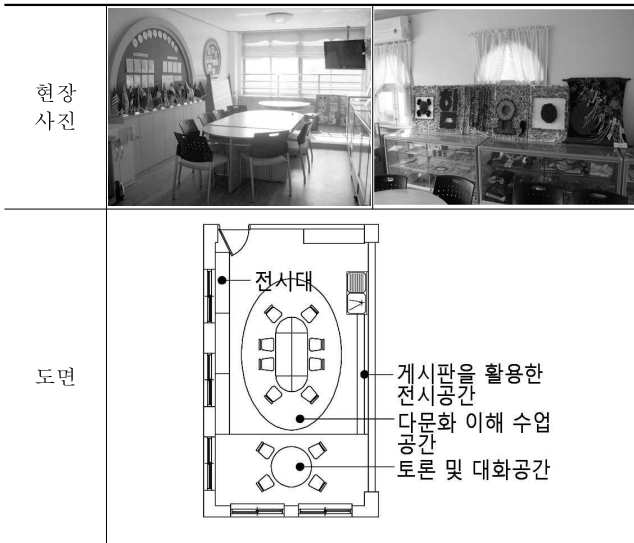 현장
사진
도면
전시대
게시판을 활용한
전시공간
다문화 이해 수업
공간
토론 및 대화공간